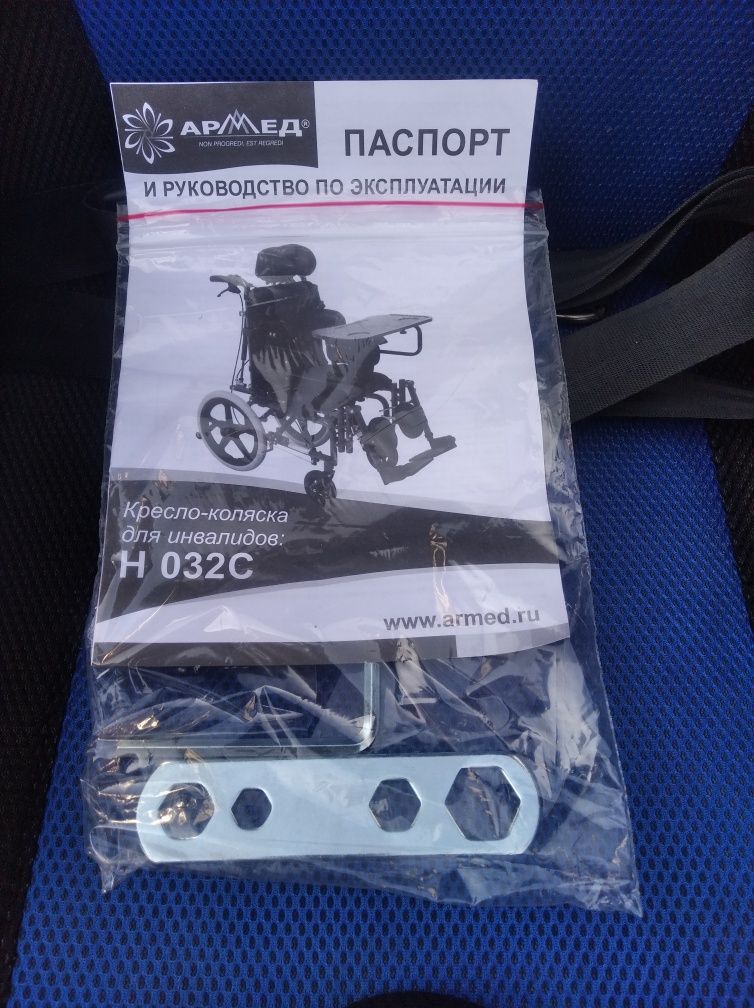 АРМЕД®
NON PROGREDI, EST REGREDI
ПАСПОРТ
И РУКОВОДСТВО ПО ЭКСПЛУАТАЦИИ
Кресло-коляска
для инвалидов:
Н 032С
www.armed.ru